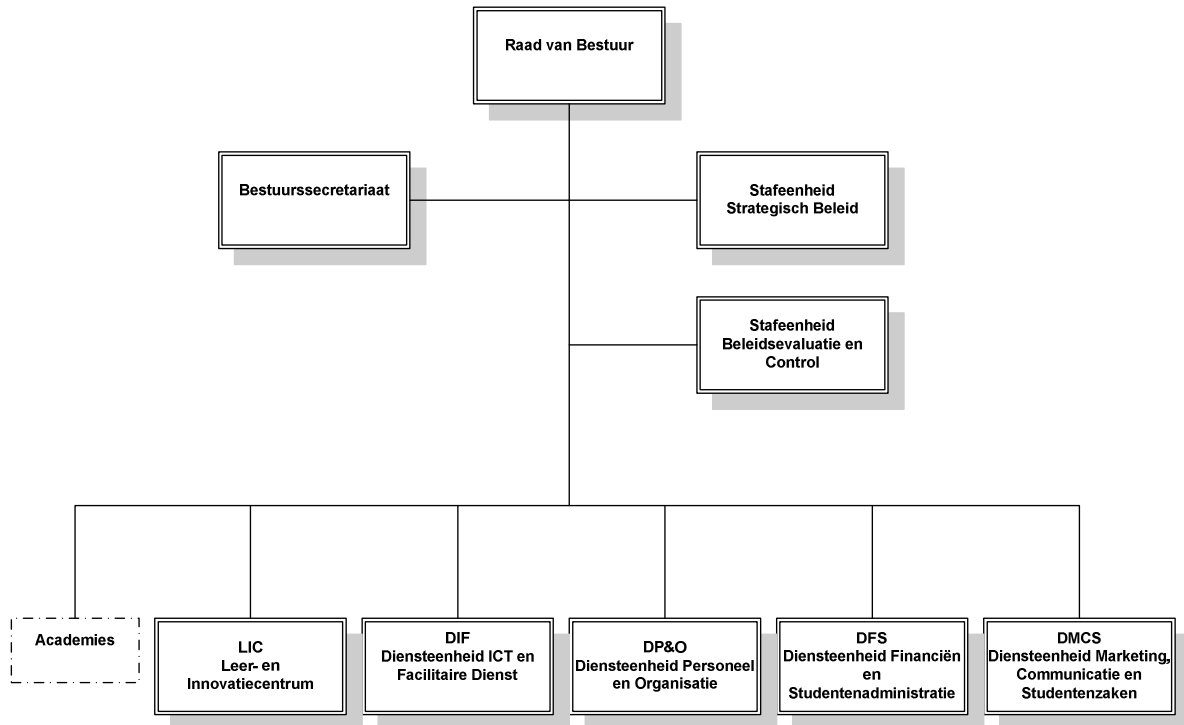 Raad van Bestuur
Bestuurssecretariaat
Stafeenheid
Strategisch Beleid
Stafeenheid
Beleidsevaluatie en
Control
Academies
LIC
Leer- en
Innovatiecentrum
DIF
Diensteenheid ICT en
Facilitaire Dienst
DP&O
Diensteenheid Personeel
en Organisatie
DFS
Diensteenheid Financiën
en
Studentenadministratie
DMCS
Diensteenheid Marketing,
Communicatie en
Studentenzaken